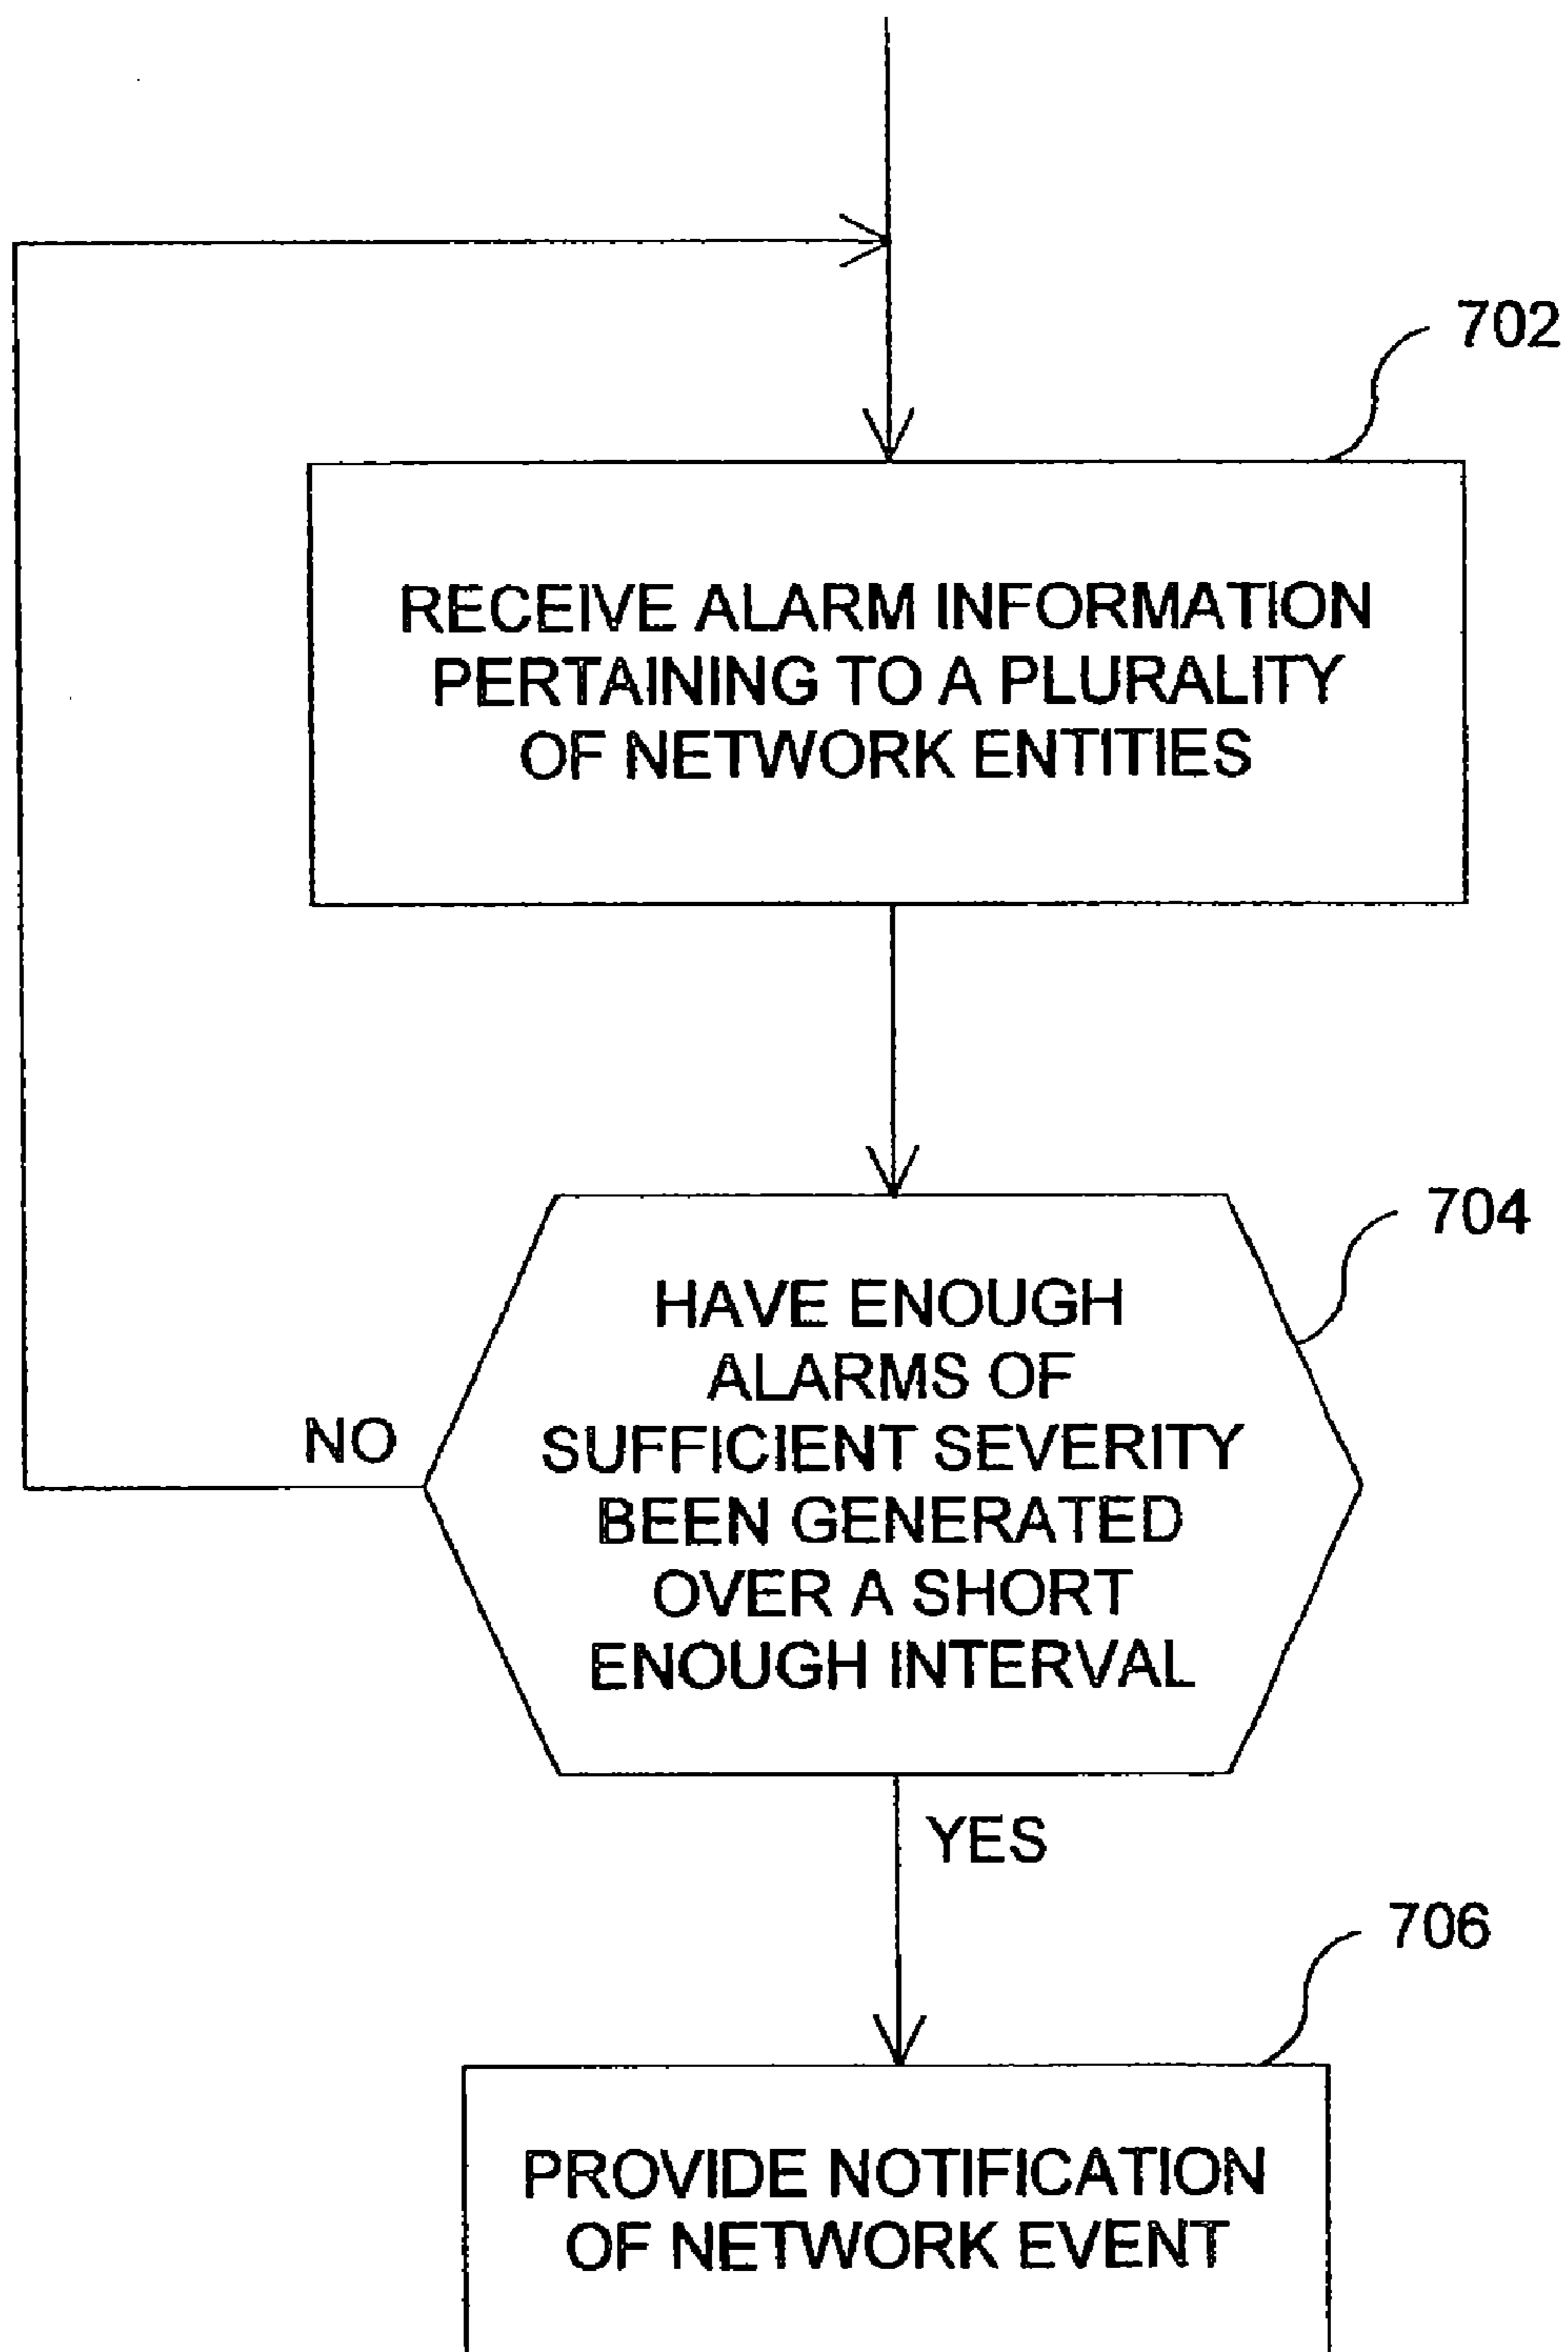 702
RECEIVE ALARM INFORMATION
PERTAINING TO A PLURALITY
OF NETWORK ENTITIES
704
HAVE ENOUGH
ALARMS OF
SUFFICIENT SEVERITY
BEEN GENERATED
OVER A SHORT
ENOUGH INTERVAL
NO
YES
706
PROVIDE NOTIFICATION
OF NETWORK EVENT